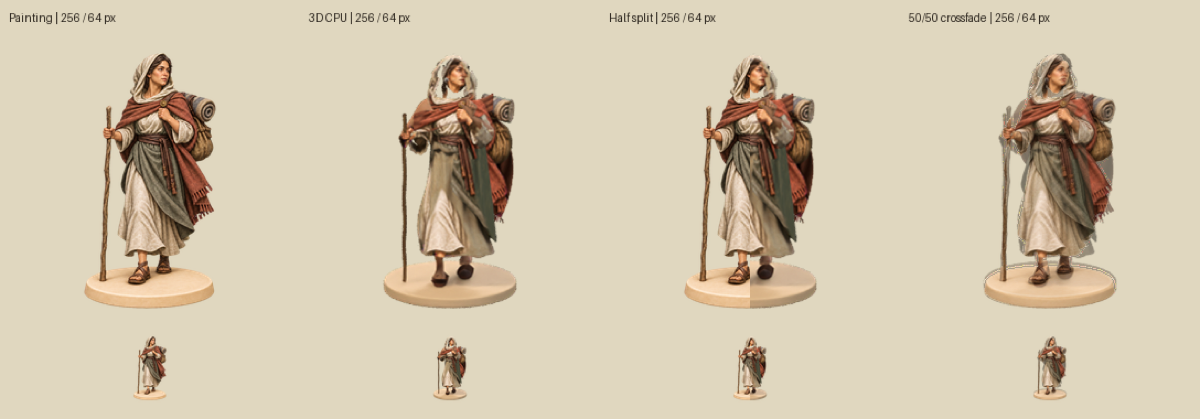 Painting | 256 / 64 px
3D CPU | 256 / 64 px
Half split | 256 / 64 px
50/50 crossfade | 256 / 64 px